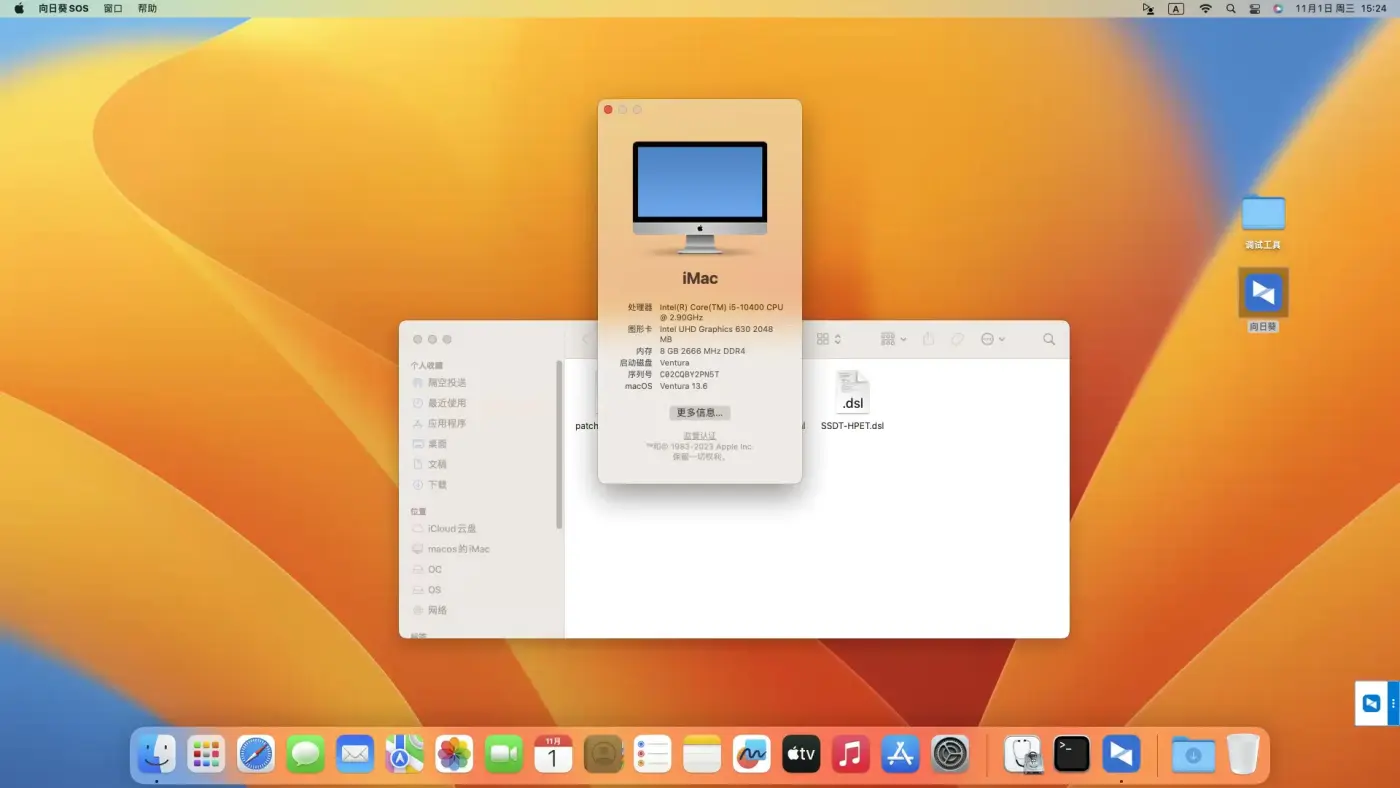 向日葵SOS 窗口 帮助
A
11月1日 周三 15:24
iMac
处理器 Intel(R) Core(TM) i5-10400 CPU
@ 2.90GHz
图形卡 Intel UHD Graphics 630 2048
MB
内存 8 GB 2666 MHz DDR4
启动磁盘 Ventura
序列号 C02CQBY2PN5T
macOS Ventura 13.6
更多信息...
监管认证
™和© 1983-2023 Apple Inc.
保留一切权利。
个人收藏
隔空投送
最近使用
应用程序
桌面
文稿
下载
位置
iCloud云盘
macos的iMac
OC
OS
网络
patch
.dsl
SSDT-HPET.dsl
调试工具
向日葵
11月
1
tv